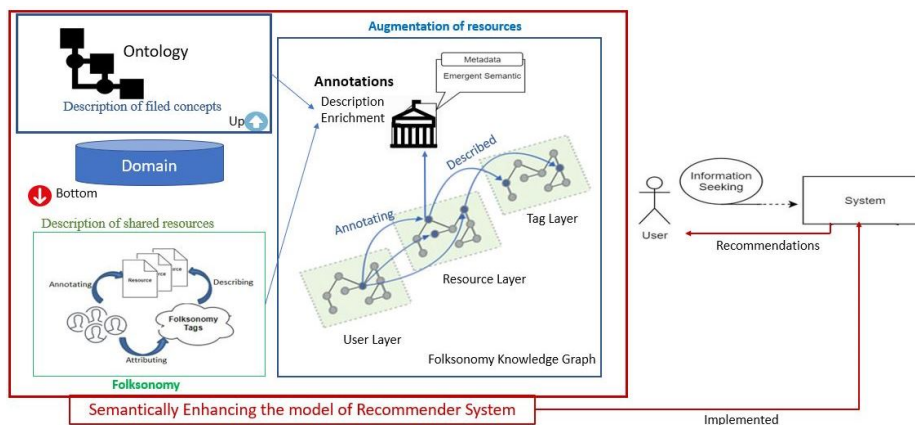 Augmentation of resources
Ontology
Description of filed concepts
Up
Domain
Bottom
Description of shared resources
Resource
Annotating
Describing
Folksonomy
Tags
Attributing
Folksonomy
Annotations
Description
Enrichment
Metadata
Emergent Semantic
Annotating
Described
Tag Layer
Resource Layer
User Layer
Folksonomy Knowledge Graph
Information
Seeking
System
User
Recommendations
Semantically Enhancing the model of Recommender System
Implemented